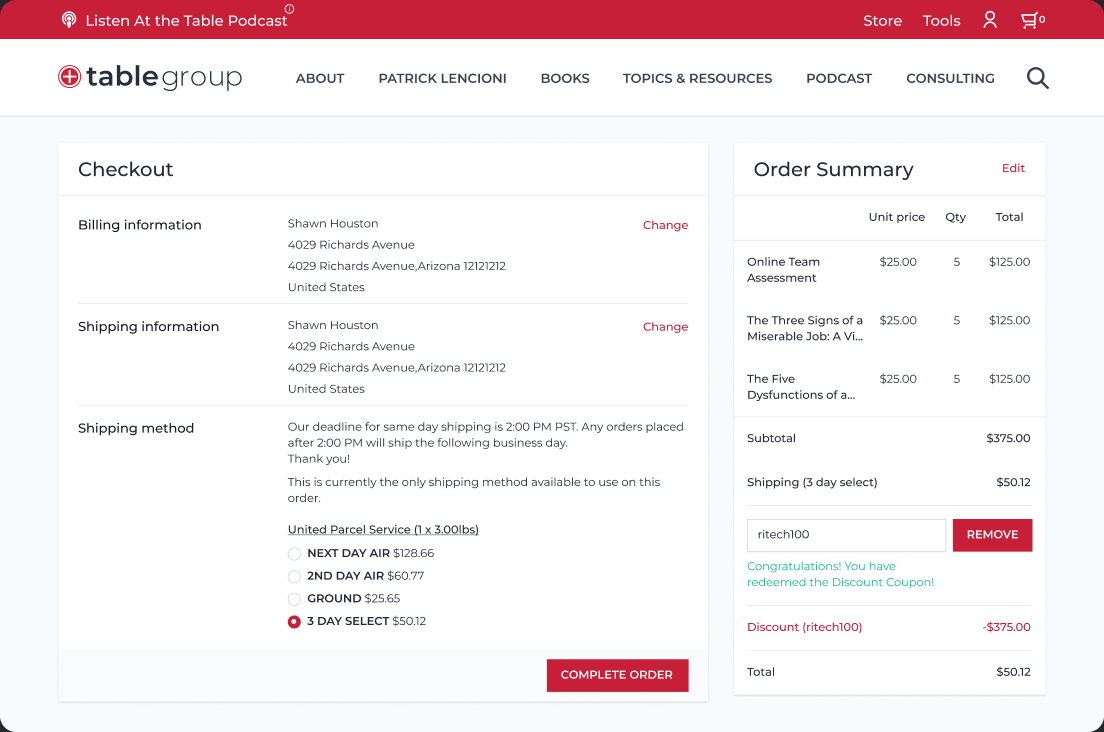 Listen At the Table Podcast
Store Tools 0
tablegroup
ABOUT PATRICK LENCIONI BOOKS TOPICS & RESOURCES PODCAST CONSULTING
Checkout
Billing information
Shawn Houston
Change
4029 Richards Avenue
4029 Richards Avenue,Arizona 12121212
United States
Shipping information
Shawn Houston
Change
4029 Richards Avenue
4029 Richards Avenue,Arizona 12121212
United States
Shipping method
Our deadline for same day shipping is 2:00 PM PST. Any orders placed
after 2:00 PM will ship the following business day.
Thank you!
This is currently the only shipping method available to use on this
order.
United Parcel Service (1 x 3.00lbs)
NEXT DAY AIR $128.66
2ND DAY AIR $60.77
GROUND $25.65
3 DAY SELECT $50.12
COMPLETE ORDER
Order Summary
Edit
Unit price Qty Total
Online Team $25.00 5 $125.00
Assessment
The Three Signs of a $25.00 5 $125.00
Miserable Job: A Vi...
The Five $25.00 5 $125.00
Dysfunctions of a...
Subtotal $375.00
Shipping (3 day select) $50.12
ritech100 REMOVE
Congratulations! You have
redeemed the Discount Coupon!
Discount (ritech100) -$375.00
Total $50.12